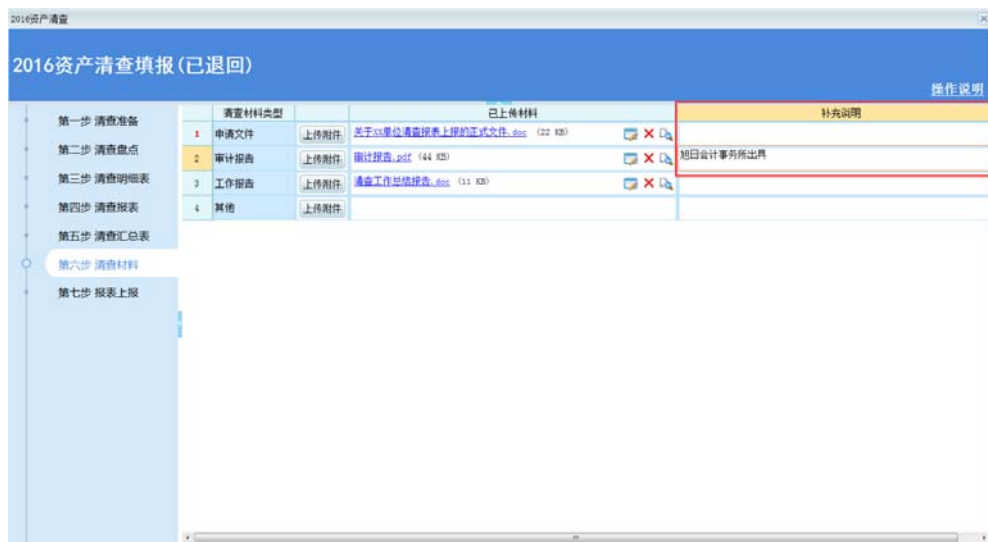 2016资产清查
2016资产清查填报(已退回)
操作说明
第一步 清查准备
第二步 清查盘点
第三步 清查明细表
第四步 清查报表
第五步 清查汇总表
第六步 清查材料
第七步 报表上报
清查材料类型 已上传材料 补充说明
1 申请文件 上传附件 关于XX单位清查报表上报的正式文件.doc (22 KB)
2 审计报告 上传附件 审计报告.pdf (44 KB) 旭日会计事务所出具
3 工作报告 上传附件 清查工作总结报告.doc (11 KB)
4 其他 上传附件